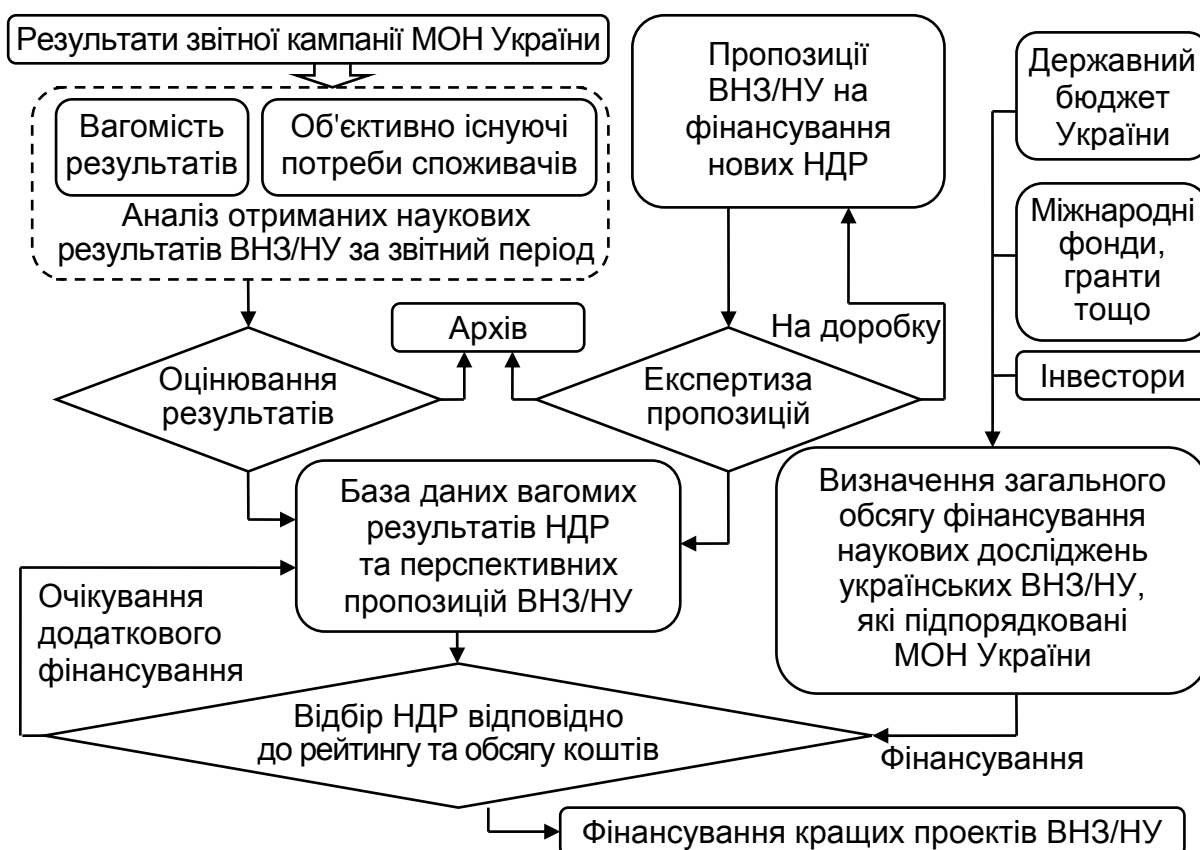 Результати звітної кампанії МОН України
Вагомість
результатів
Об'єктивно існуючі
потреби споживачів
Аналіз отриманих наукових
результатів ВНЗ/НУ за звітний період
Пропозиції
ВНЗ/НУ на
фінансування
нових НДР
Державний
бюджет
України
Міжнародні
фонди,
гранти
тощо
Інвестори
Архів
На доробку
Оцінювання
результатів
Експертиза
пропозицій
База даних вагомих
результатів НДР
та перспективних
пропозицій ВНЗ/НУ
Визначення загального
обсягу фінансування
наукових досліджень
українських ВНЗ/НУ,
які підпорядковані
МОН України
Очікування
додаткового
фінансування
Відбір НДР відповідно
до рейтингу та обсягу коштів
Фінансування
Фінансування кращих проектів ВНЗ/НУ